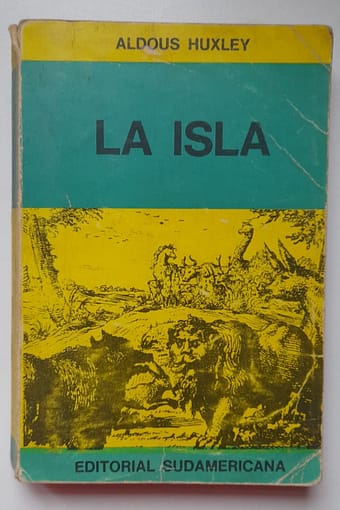 ALDOUS HUXLEY
LA ISLA
EDITORIAL SUDAMERICANA